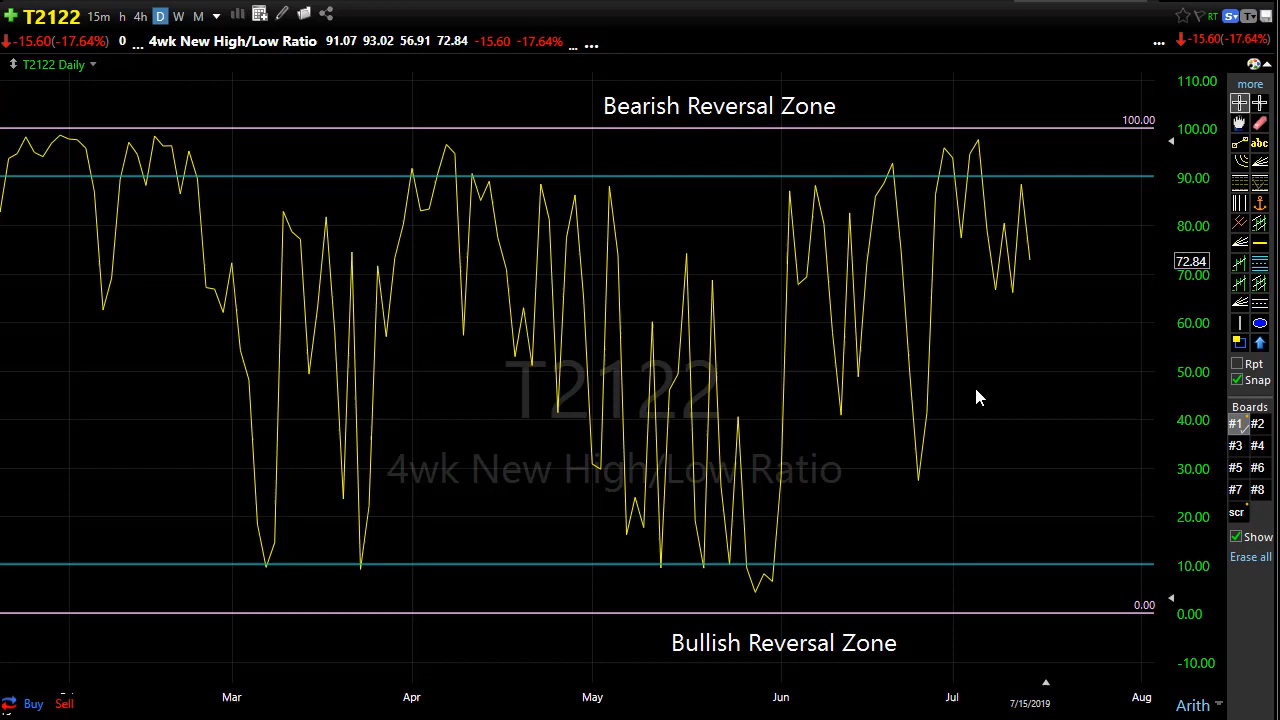 T2122 15m h 4h D W M RT S T
-15.60(-17.64%) 0 ... 4wk New High/Low Ratio 91.07 93.02 56.91 72.84 -15.60 -17.64% ... ... ... -15.60(-17.64%)
T2122 Daily
more
110.00
Bearish Reversal Zone
100.00
100.00
abc
90.00
80.00
72.84
70.00
60.00
50.00
40.00
30.00
20.00
10.00
0.00
0.00
-10.00
T2122
4wk New High/Low Ratio
Rpt
Snap
Boards
#1 #2
#3 #4
#5 #6
#7 #8
scr
Show
Erase all
Bullish Reversal Zone
Mar Apr May Jun Jul Aug
Buy Sell
7/15/2019
Arith